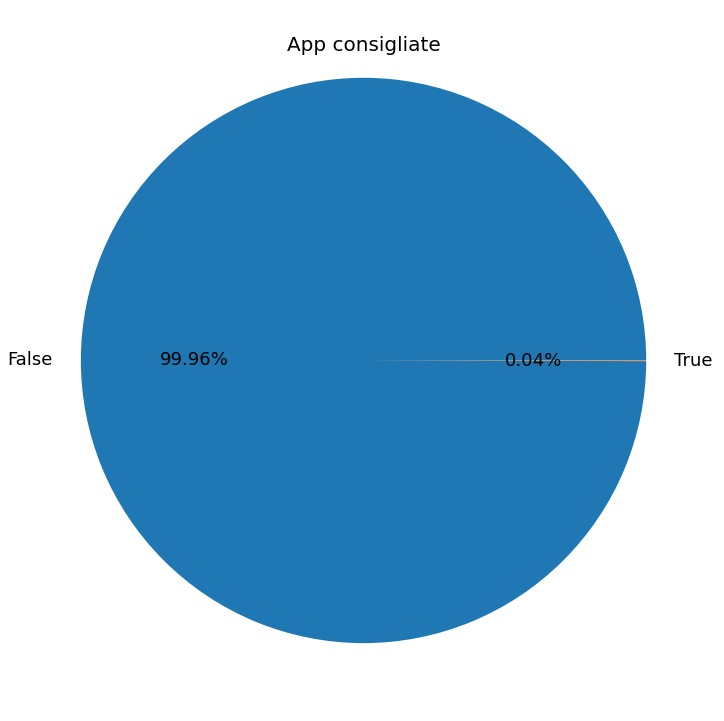 App consigliate
False
99.96%
0.04%
True